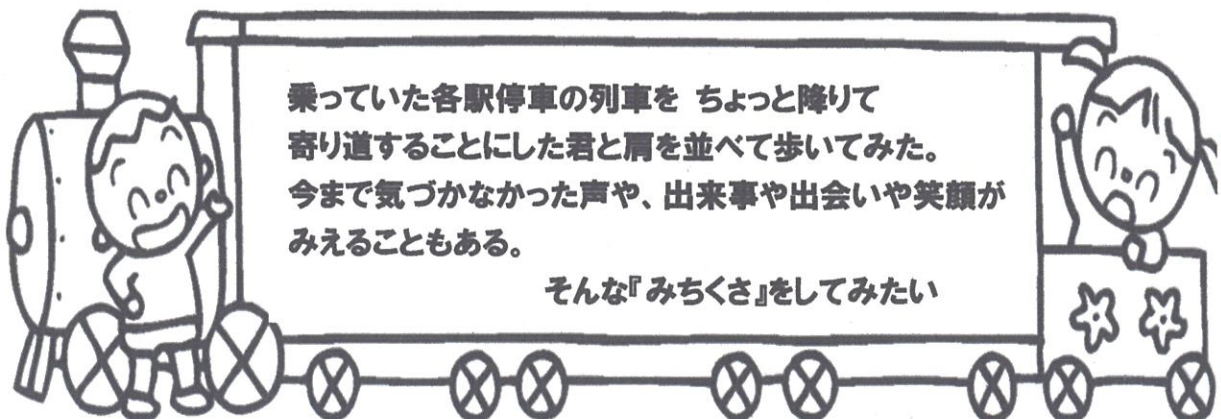 乗っていた各駅停車の列車を ちょっと降りて
寄り道することにした君と肩を並べて歩いてみた。
今まで気づかなかった声や、出来事や出会いや笑顔が
みえることもある。
そんな『みちくさ』をしてみたい